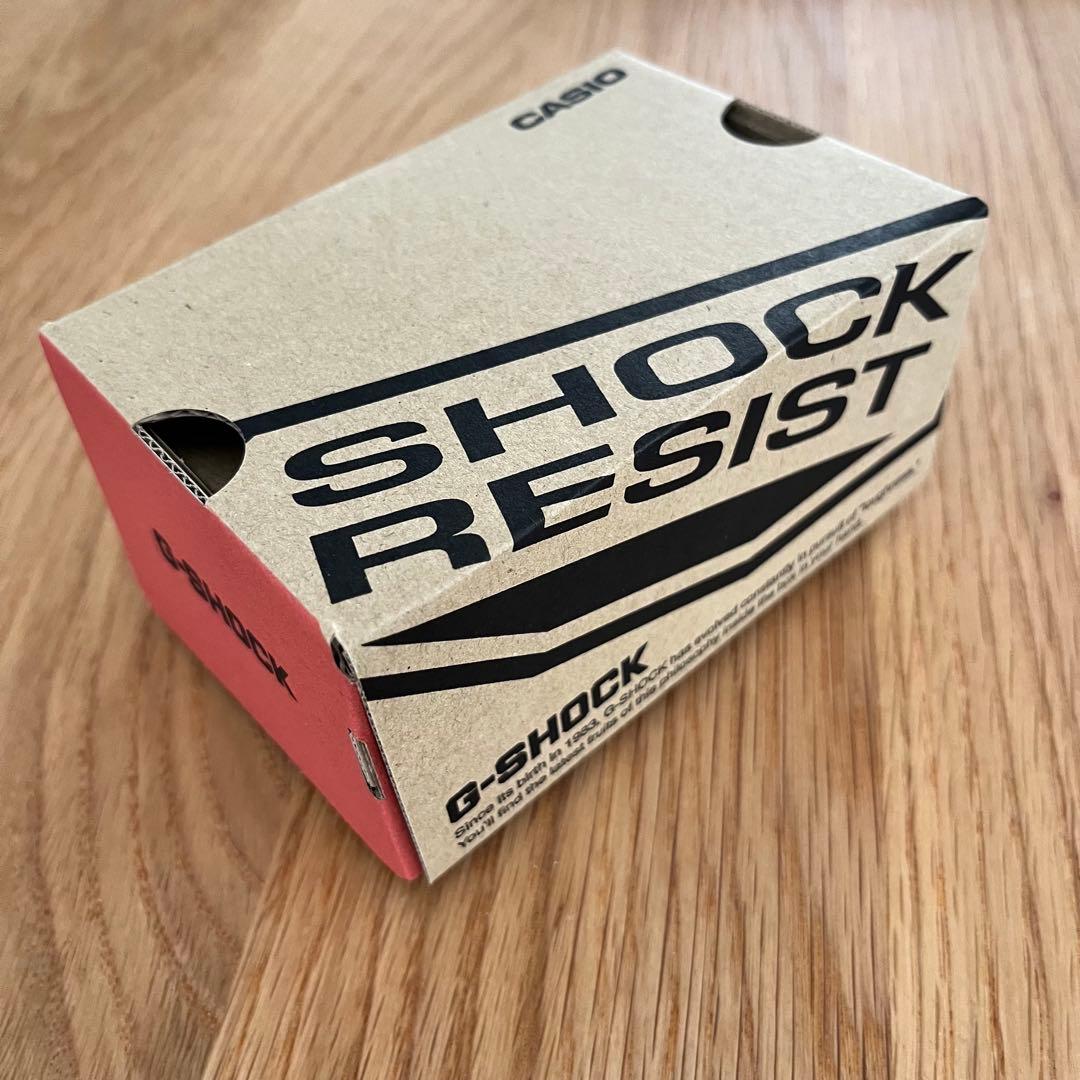 CASIO
SHOCK
RESIST
G-SHOCK
G-SHOCK
Since its birth in 1983, G-SHOCK has evolved constantly in pursuit of "toughness."
You'll find the latest fruits of this philosophy inside the box in your hand.